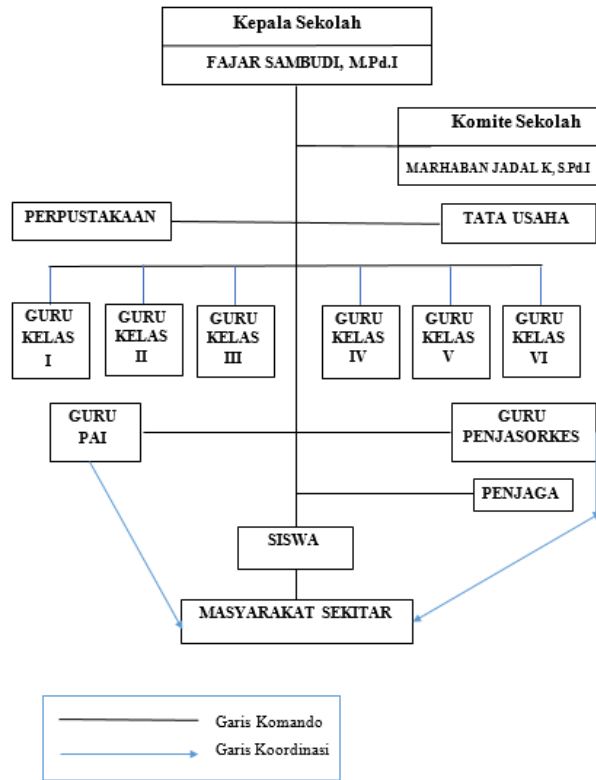 Kepala Sekolah
FAJAR SAMBUDI, M.Pd.I
Komite Sekolah
MARHABAN JADAL K, S.Pd.I
PERPUSTAKAAN
TATA USAHA
GURU
KELAS
I
GURU
KELAS
II
GURU
KELAS
III
GURU
KELAS
IV
GURU
KELAS
V
GURU
KELAS
VI
GURU
PAI
GURU
PENJASORKES
PENJAGA
SISWA
MASYARAKAT SEKITAR
Garis Komando
Garis Koordinasi